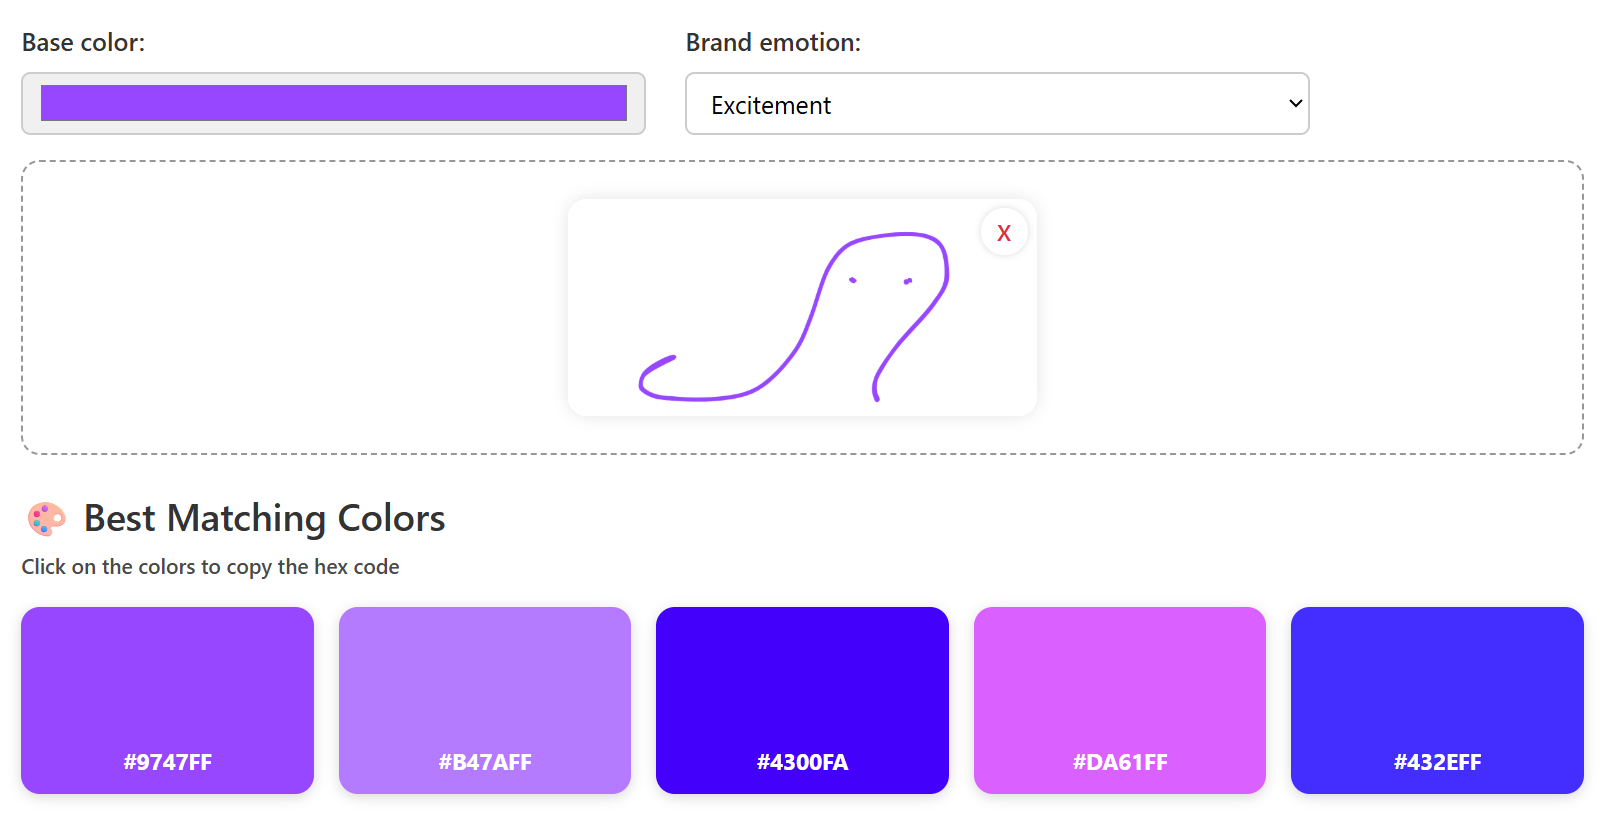 Base color:
Brand emotion:
Excitement
X
Best Matching Colors
Click on the colors to copy the hex code
#9747FF
#B47AFF
#4300FA
#DA61FF
#432EFF